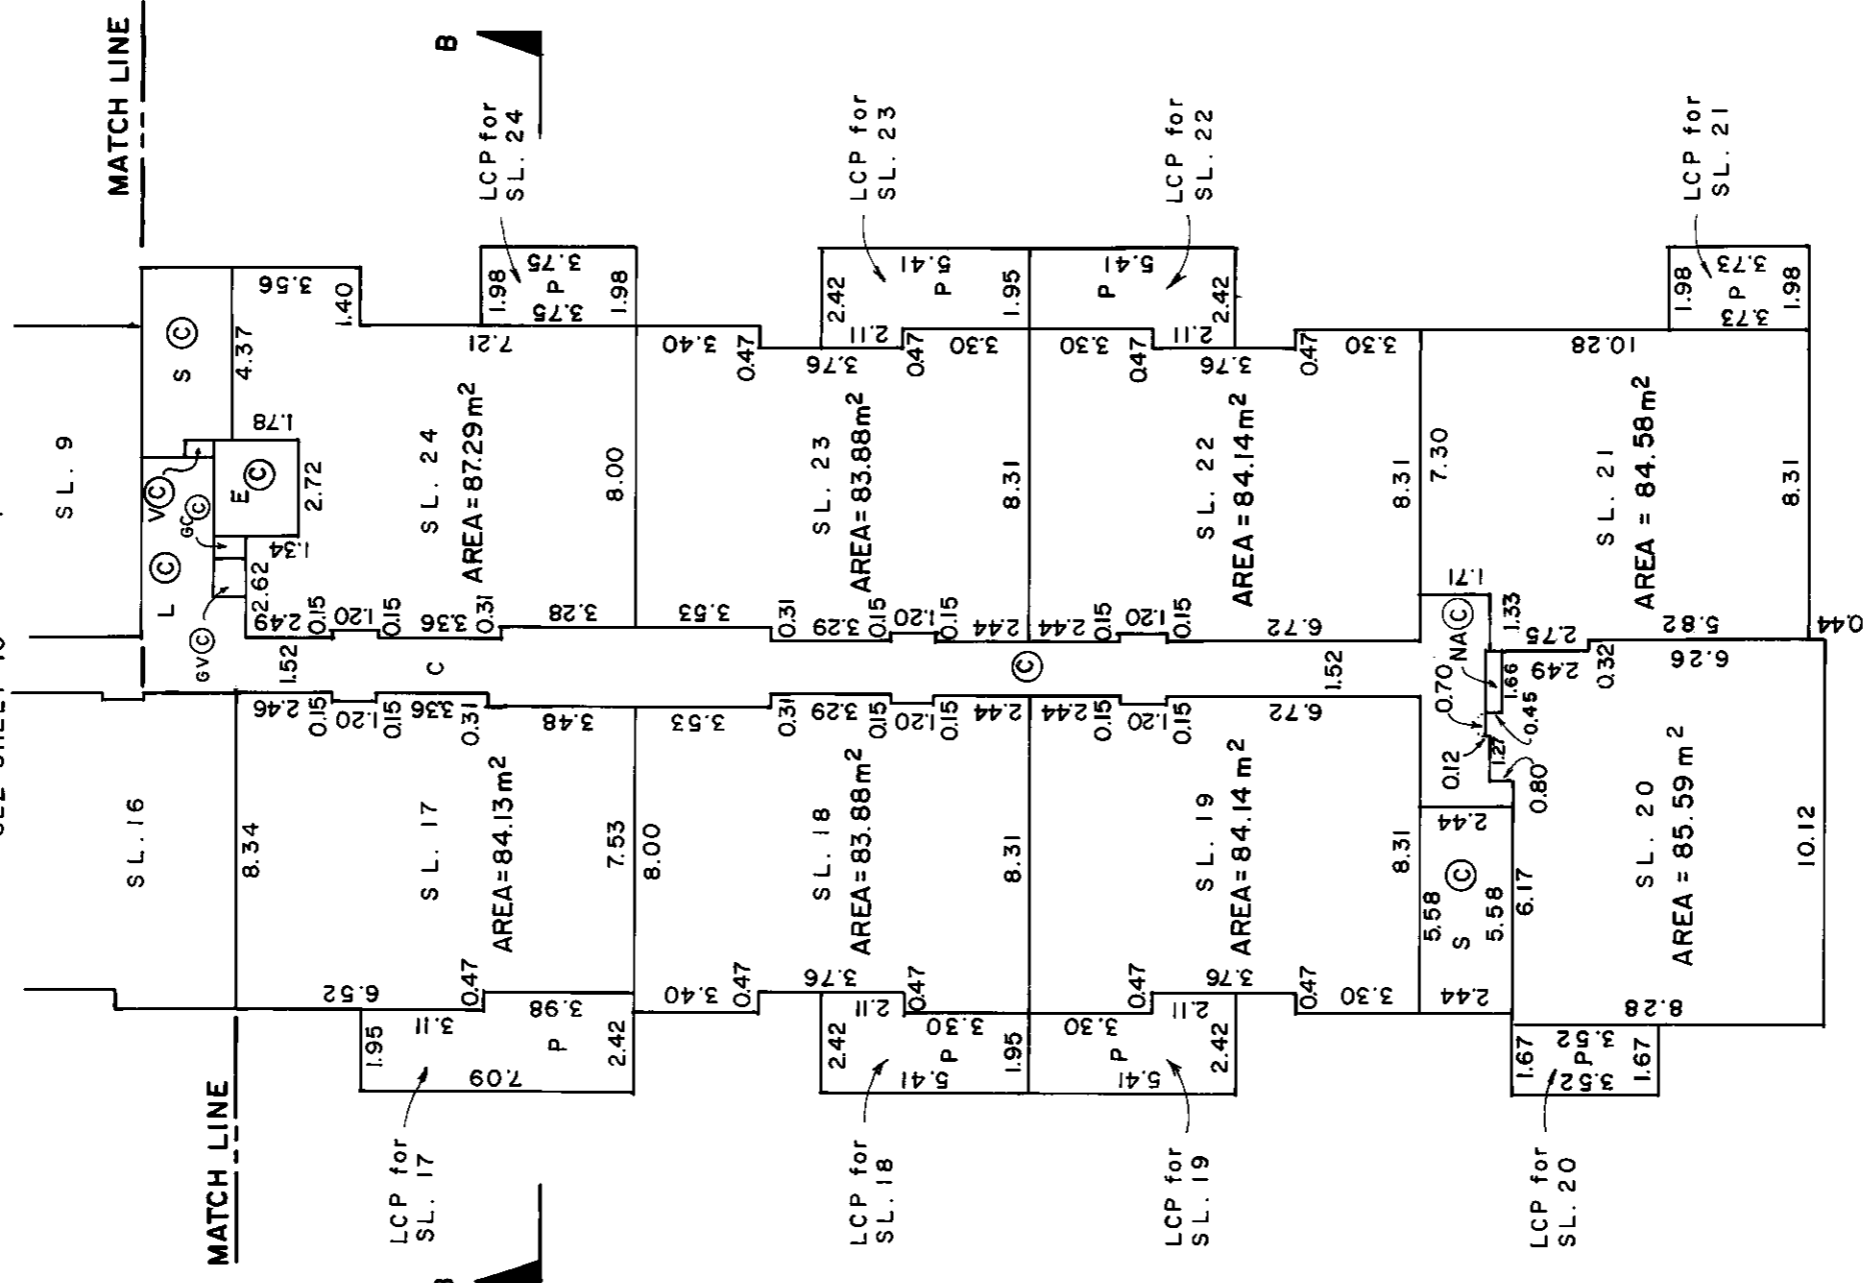 MATCH LINE
B
LCP for
SL. 24
LCP for
SL. 23
LCP for
SL. 22
LCP for
SL. 21
SL. 9
S C
3.56
1.40
4.37
1.78
V C
GC C
E C
2.72
1.34
L C
GV C
2.62
2.49
0.15
1.20
0.15
3.36
0.31
3.28
SL. 24
AREA = 87.29 m²
7.21
1.98
3.75
P
3.75
1.98
8.00
3.40
0.47
3.76
2.42
2.11
0.47
5.41
P
3.30
1.95
SL. 23
AREA = 83.88 m²
3.53
0.31
3.29
0.15
1.20
0.15
2.44
8.31
5.41
P
3.30
0.47
2.11
2.42
3.76
0.47
3.30
SL. 22
AREA = 84.14 m²
2.44
0.15
1.20
0.15
6.72
8.31
7.30
10.28
1.98
3.73
P
3.73
1.98
SL. 21
AREA = 84.58 m²
1.71
1.33
2.75
5.82
8.31
0.44
1.52
C
C
1.52
NA C
0.70
1.66
0.45
0.12
1.27
0.80
2.49
0.32
6.26
SL. 16
8.34
2.46
0.15
1.20
0.15
3.36
0.31
3.48
SL. 17
AREA = 84.13 m²
7.53
6.52
0.47
3.98
1.95
3.11
P
2.42
7.09
8.00
3.53
0.31
3.29
0.15
1.20
0.15
2.44
SL. 18
AREA = 83.88 m²
8.31
3.40
0.47
3.76
2.42
2.11
0.47
3.30
P
5.41
1.95
2.44
0.15
1.20
0.15
6.72
SL. 19
AREA = 84.14 m²
8.31
0.47
3.76
0.47
3.30
3.30
2.11
P
5.41
2.42
2.44
5.58
S C
5.58
2.44
6.17
SL. 20
AREA = 85.59 m²
10.12
8.28
1.67
3.52
P
3.52
1.67
MATCH LINE
LCP for
SL. 17
LCP for
SL. 18
LCP for
SL. 19
LCP for
SL. 20